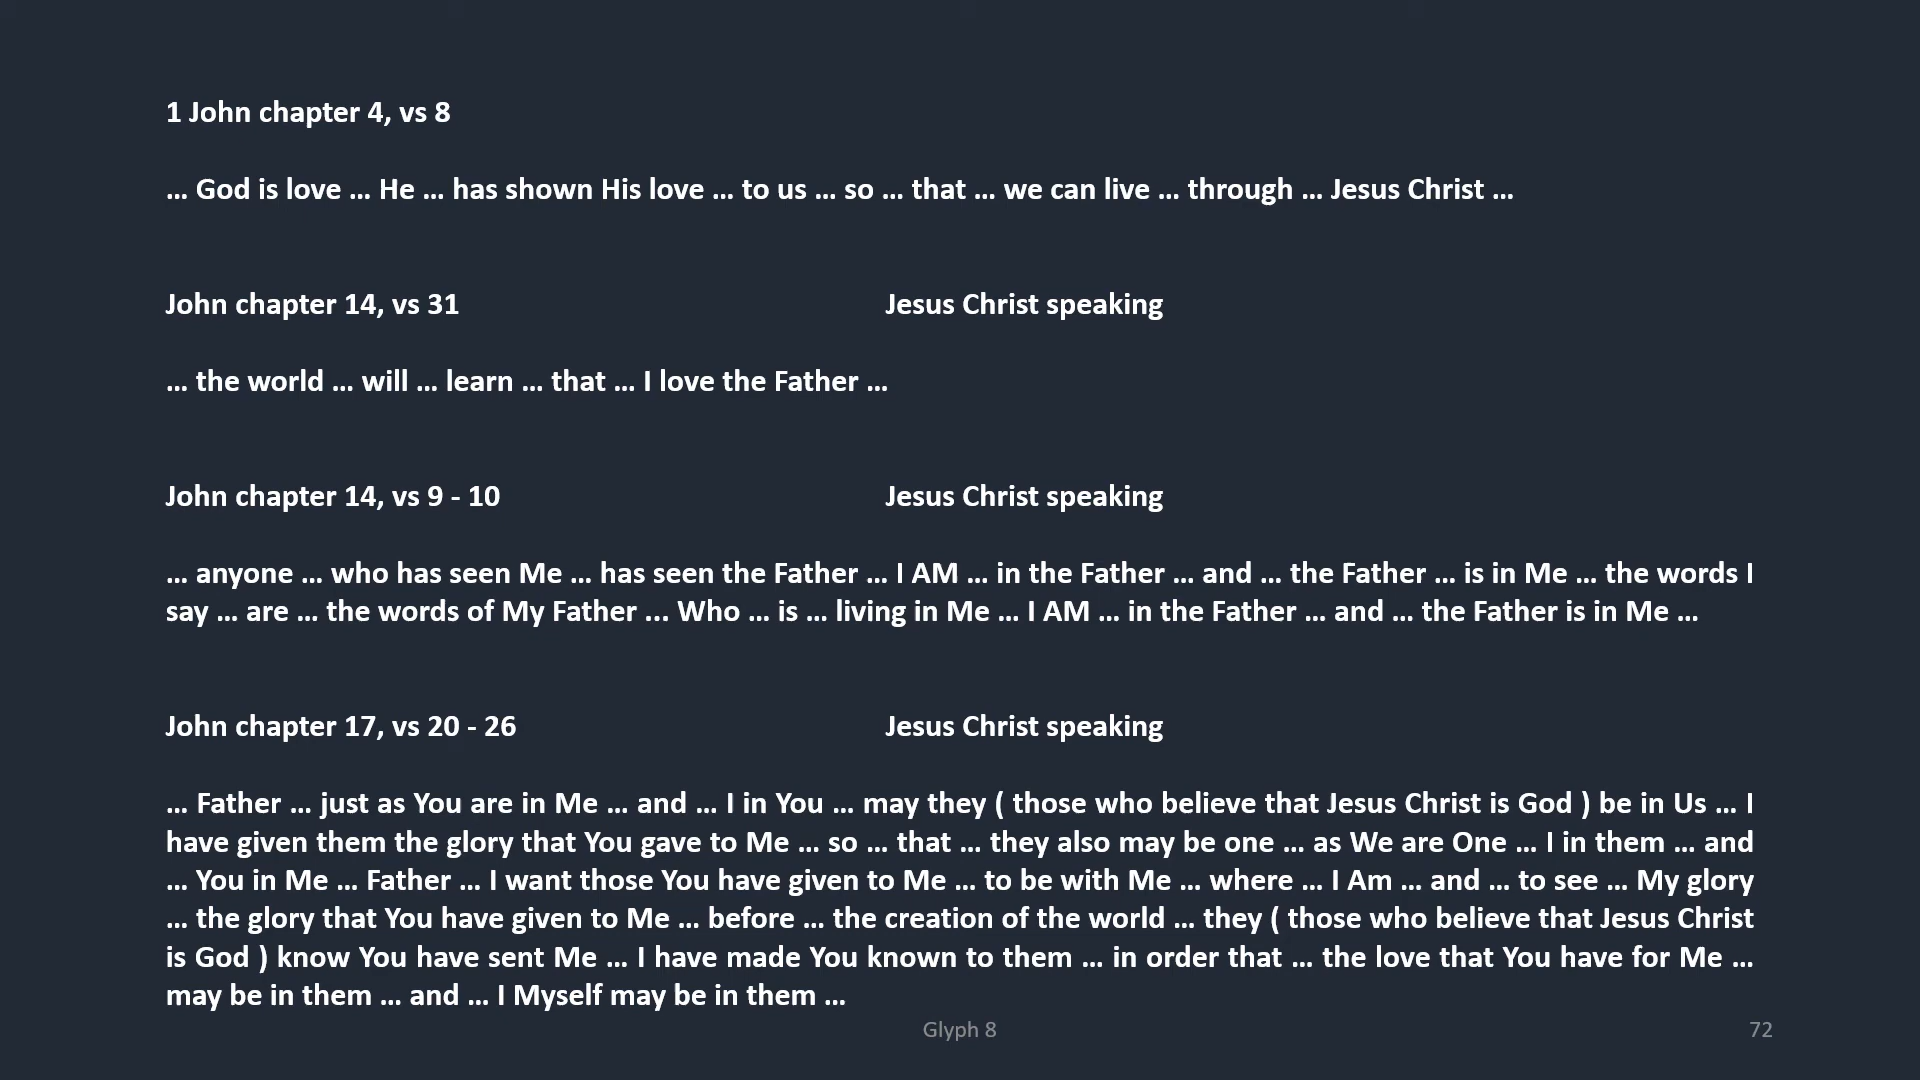 1 John chapter 4, vs 8
... God is love ... He ... has shown His love ... to us ... so ... that ... we can live ... through ... Jesus Christ ...
John chapter 14, vs 31 Jesus Christ speaking
... the world ... will ... learn ... that ... I love the Father ...
John chapter 14, vs 9 - 10 Jesus Christ speaking
... anyone ... who has seen Me ... has seen the Father ... I AM ... in the Father ... and ... the Father ... is in Me ... the words I
say ... are ... the words of My Father ... Who ... is ... living in Me ... I AM ... in the Father ... and ... the Father is in Me ...
John chapter 17, vs 20 - 26 Jesus Christ speaking
... Father ... just as You are in Me ... and ... I in You ... may they ( those who believe that Jesus Christ is God ) be in Us ... I
have given them the glory that You gave to Me ... so ... that ... they also may be one ... as We are One ... I in them ... and
... You in Me ... Father ... I want those You have given to Me ... to be with Me ... where ... I Am ... and ... to see ... My glory
... the glory that You have given to Me ... before ... the creation of the world ... they ( those who believe that Jesus Christ
is God ) know You have sent Me ... I have made You known to them ... in order that ... the love that You have for Me ...
may be in them ... and ... I Myself may be in them ...
Glyph 8 72